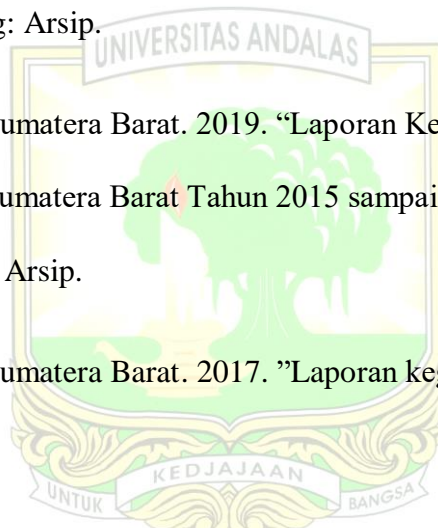 g: Arsip.
UNIVERSITAS ANDALAS
umatera Barat. 2019. “Laporan Ke
umatera Barat Tahun 2015 sampai
Arsip.
umatera Barat. 2017. ”Laporan keg
KEDJAJAAN
UNTUK BANGSA